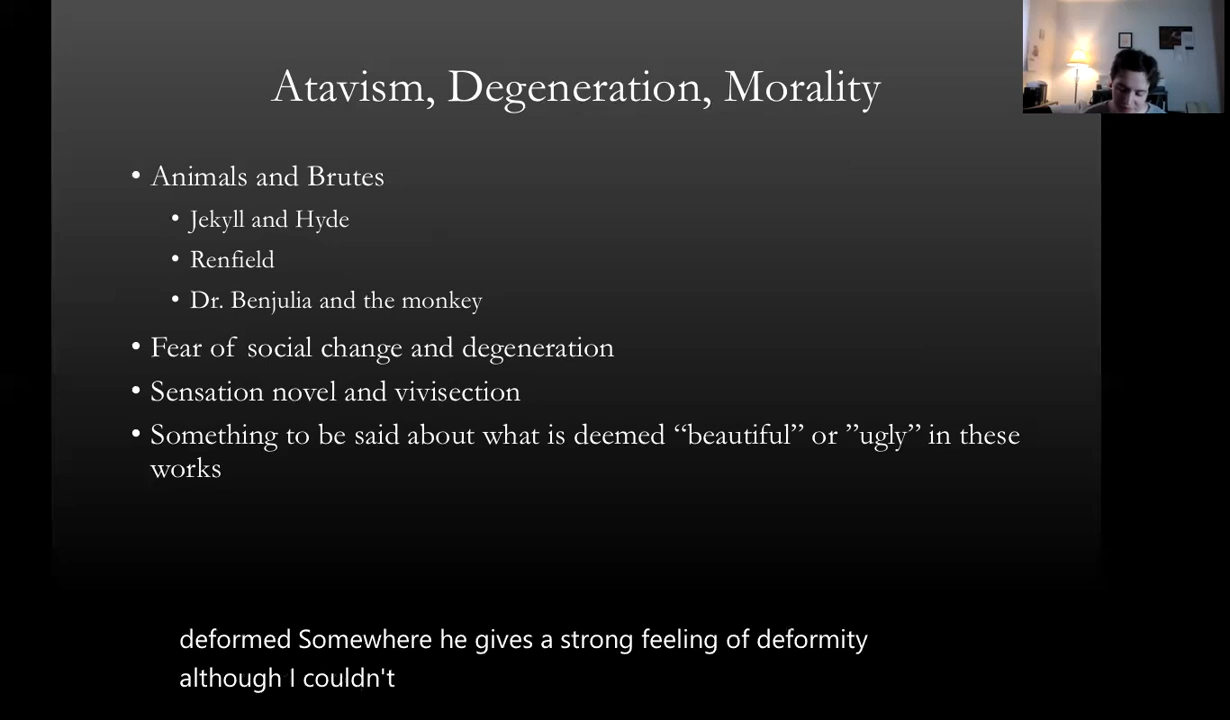 Atavism, Degeneration, Morality
• Animals and Brutes
• Jekyll and Hyde
• Renfield
• Dr. Benjulia and the monkey
• Fear of social change and degeneration
• Sensation novel and vivisection
• Something to be said about what is deemed “beautiful” or ”ugly” in these
works
deformed Somewhere he gives a strong feeling of deformity
although I couldn't